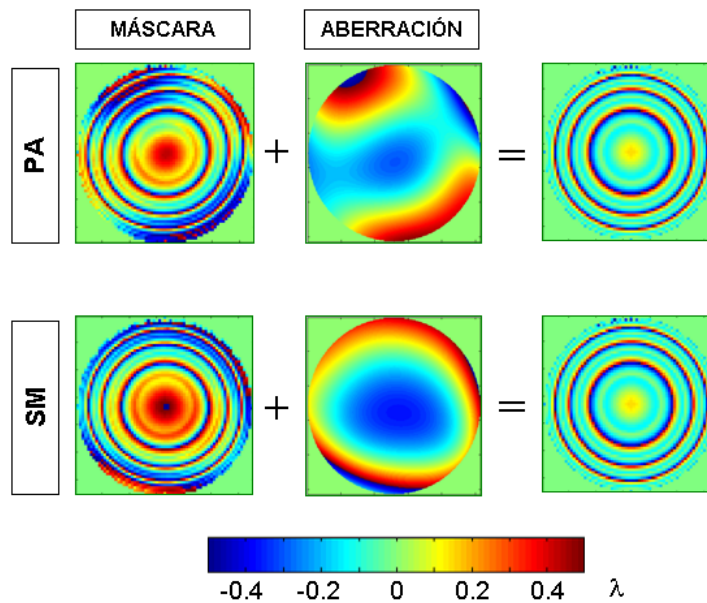 MÁSCARA
ABERRACIÓN
PA
+
=
SM
+
=
-0.4 -0.2 0 0.2 0.4 λ